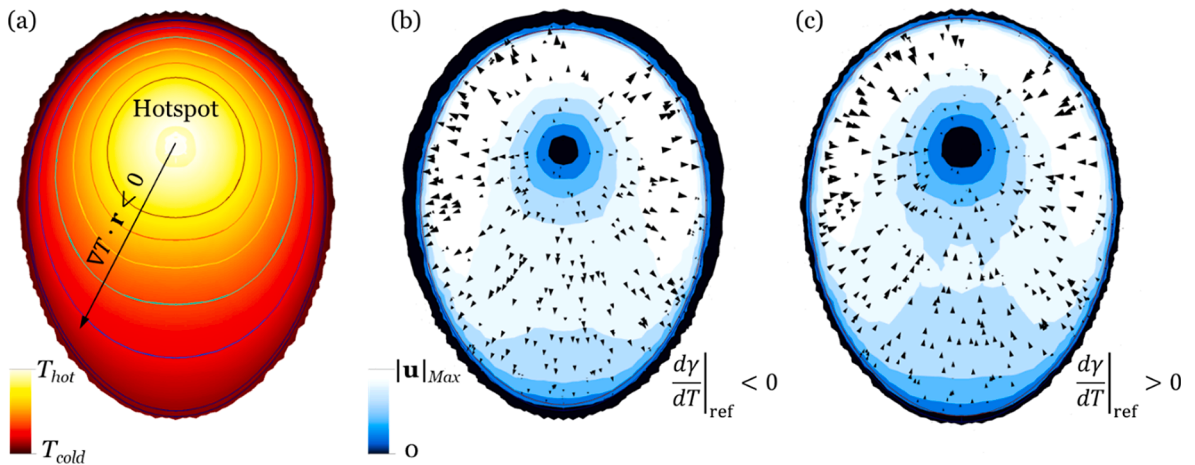 (a)
Hotspot
∇T · r < 0
T_hot
T_cold
(b)
|u|_Max
0
dγ/dT|_ref < 0
(c)
dγ/dT|_ref > 0